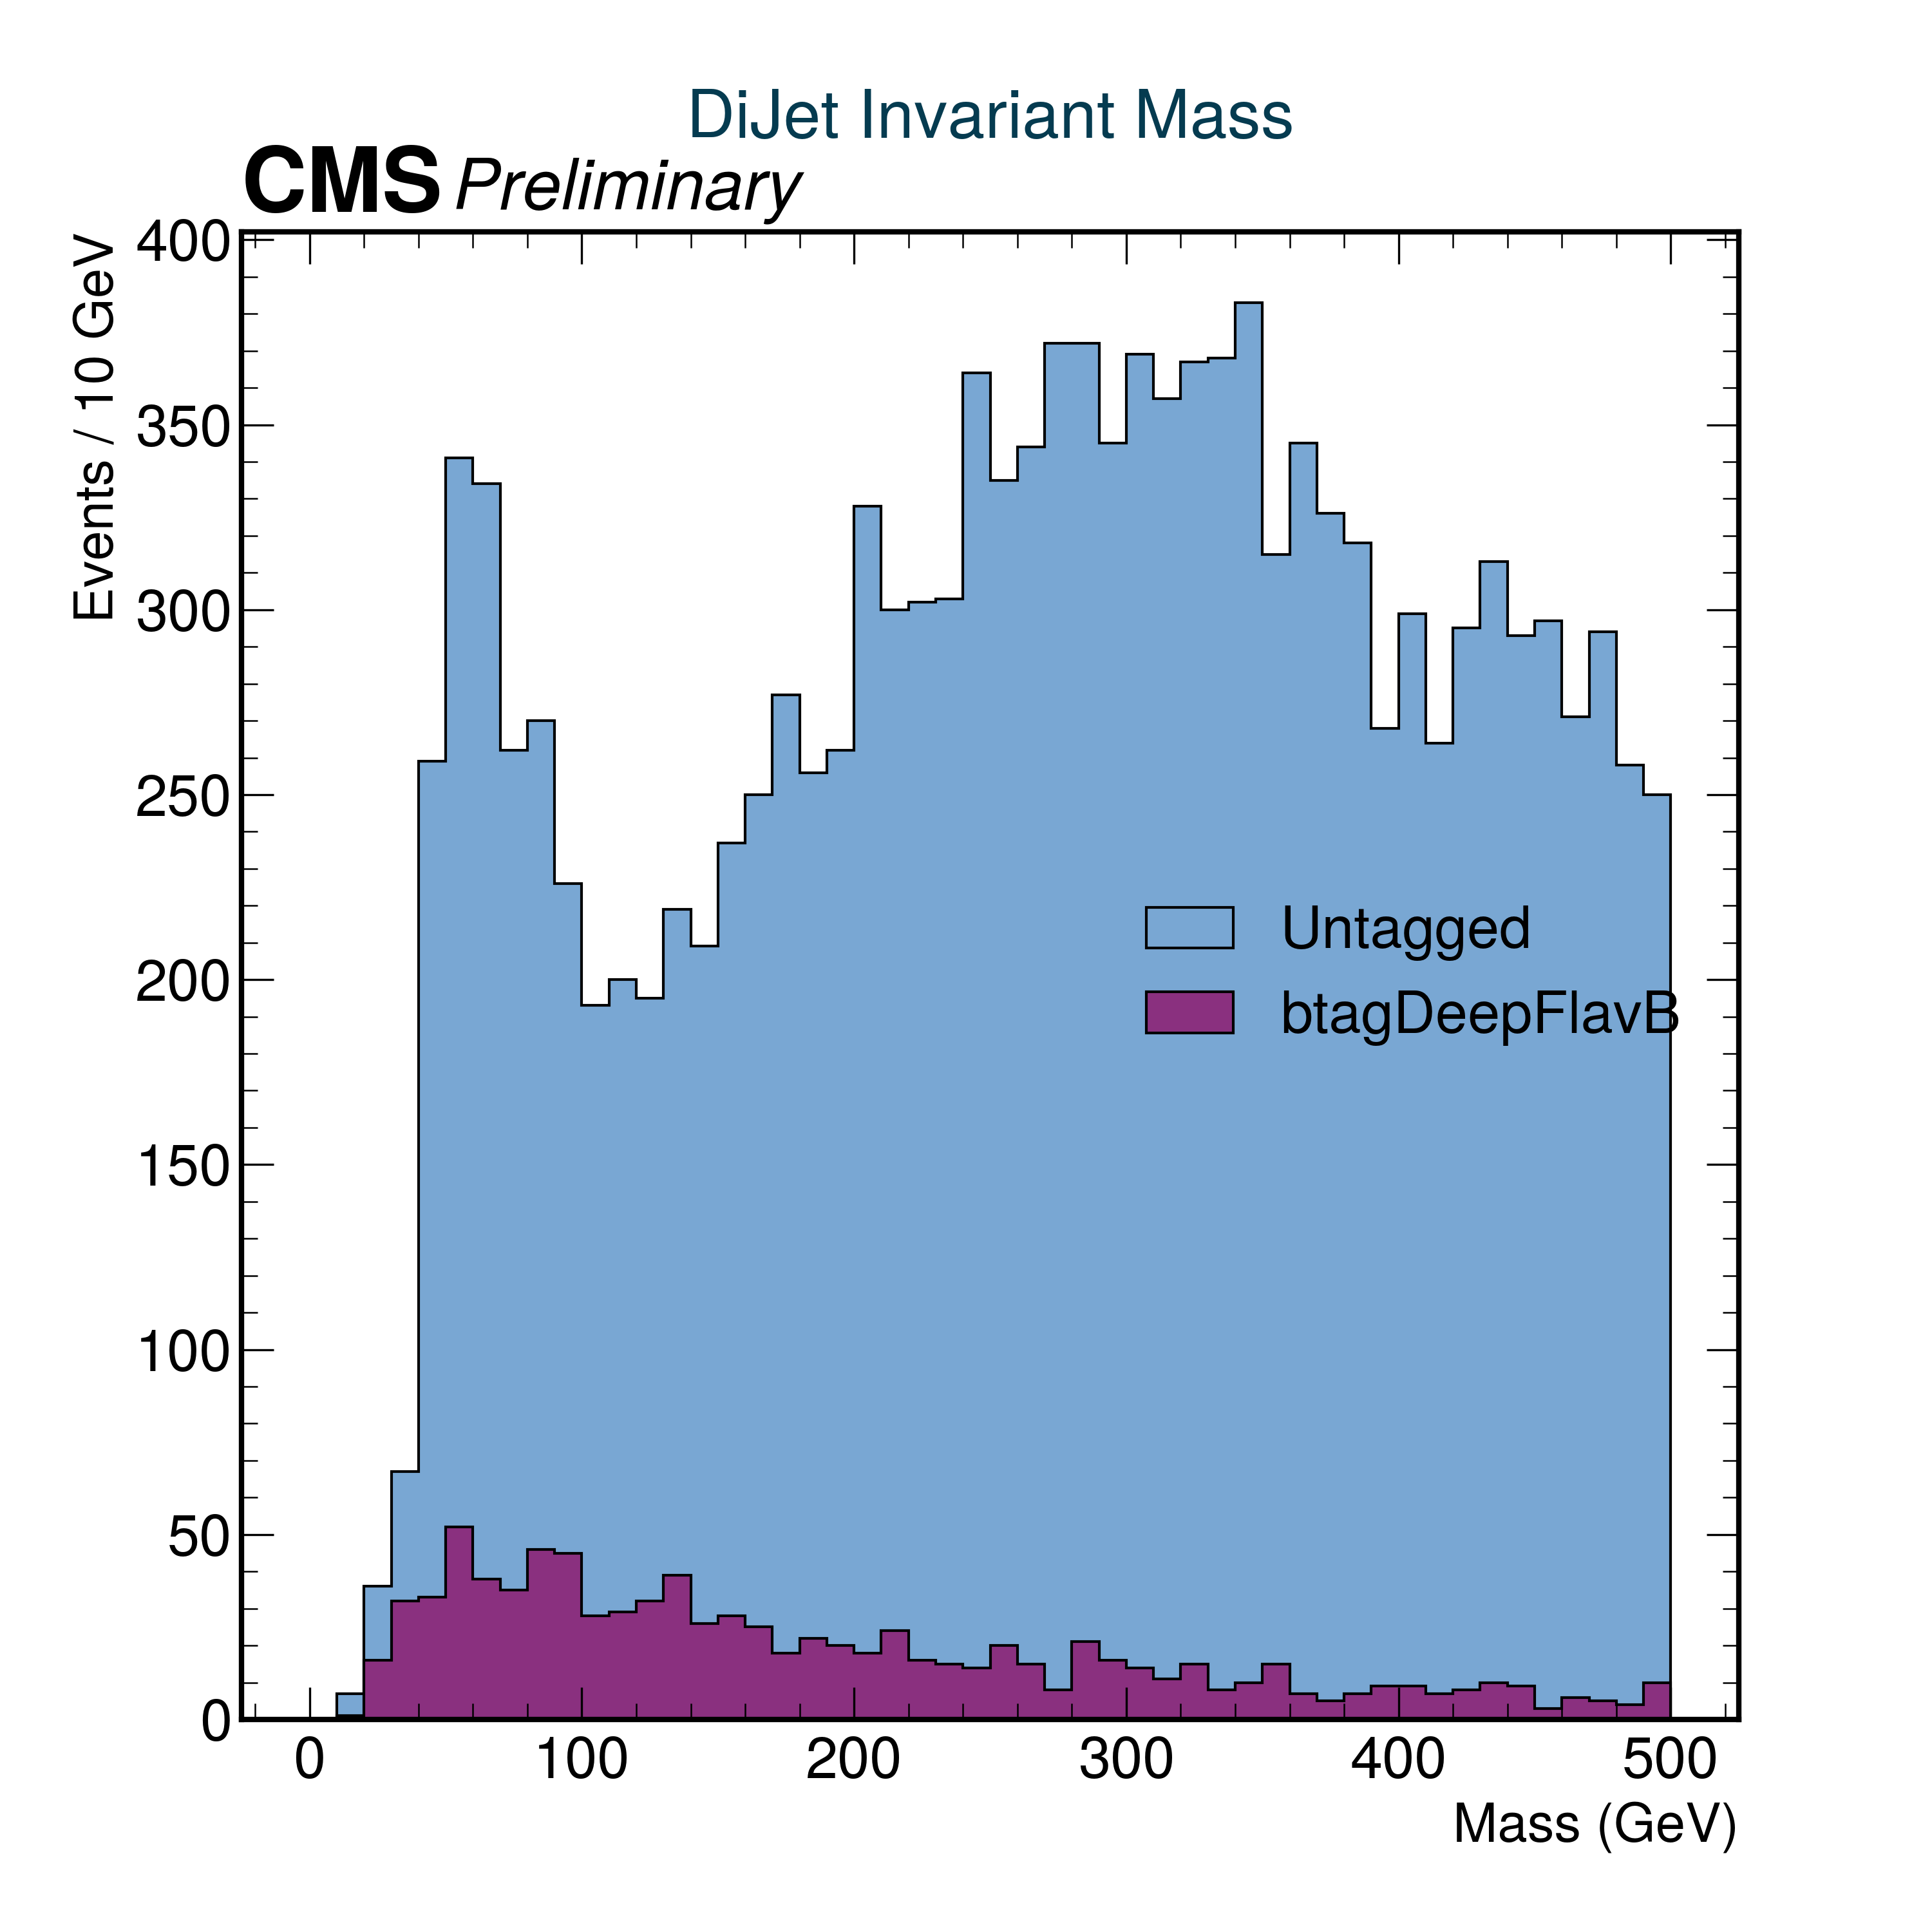 DiJet Invariant Mass
CMS Preliminary
Events / 10 GeV
400
350
300
250
200
150
100
50
0
Untagged
btagDeepFlavB
0 100 200 300 400 500
Mass (GeV)